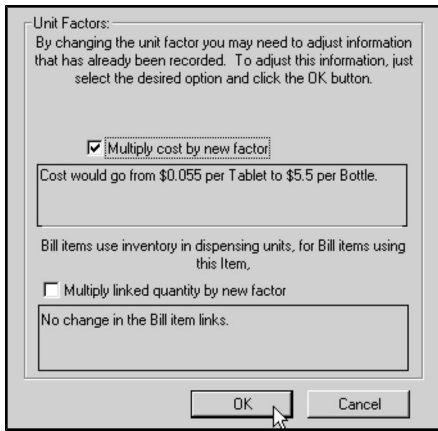 Unit Factors:
By changing the unit factor you may need to adjust information
that has already been recorded. To adjust this information, just
select the desired option and click the OK button.
Multiply cost by new factor
Cost would go from $0.055 per Tablet to $5.5 per Bottle.
Bill items use inventory in dispensing units, for Bill items using
this Item,
Multiply linked quantity by new factor
No change in the Bill item links.
OK
Cancel